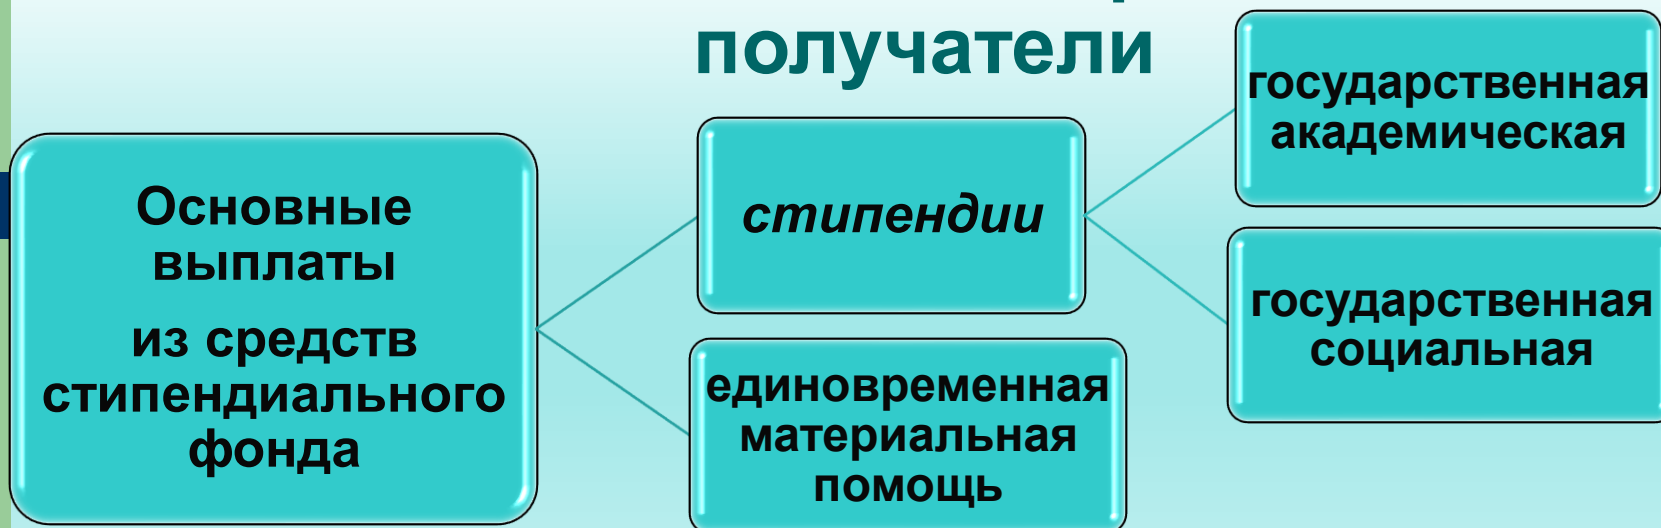 получатели
Основные
выплаты
из средств
стипендиального
фонда
стипендии
единовременная
материальная
помощь
государственная
академическая
государственная
социальная